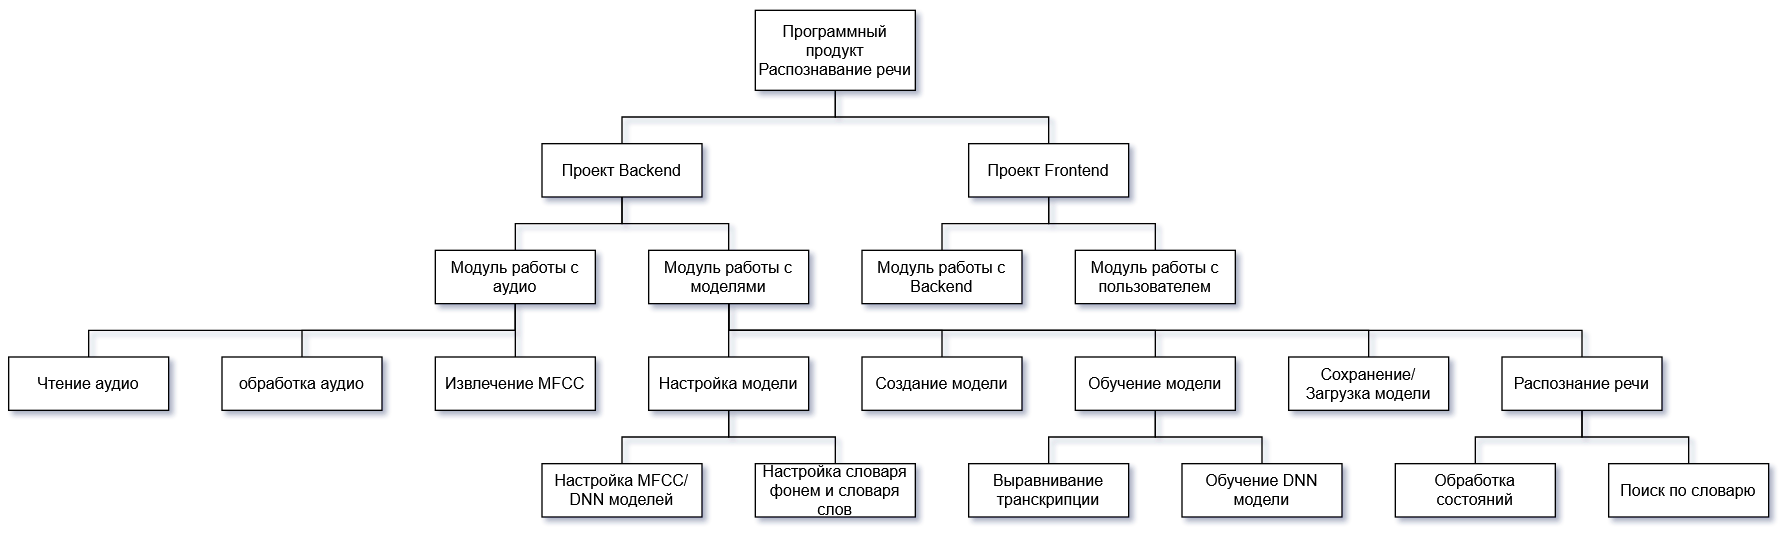 Программный
продукт
Распознавание речи
Проект Backend
Проект Frontend
Модуль работы с
аудио
Модуль работы с
моделями
Модуль работы с
Backend
Модуль работы с
пользователем
Чтение аудио
обработка аудио
Извлечение MFCC
Настройка модели
Создание модели
Обучение модели
Сохранение/
Загрузка модели
Распознание речи
Настройка MFCC/
DNN моделей
Настройка словаря
фонем и словаря
слов
Выравнивание
транскрипции
Обучение DNN
модели
Обработка
состояний
Поиск по словарю